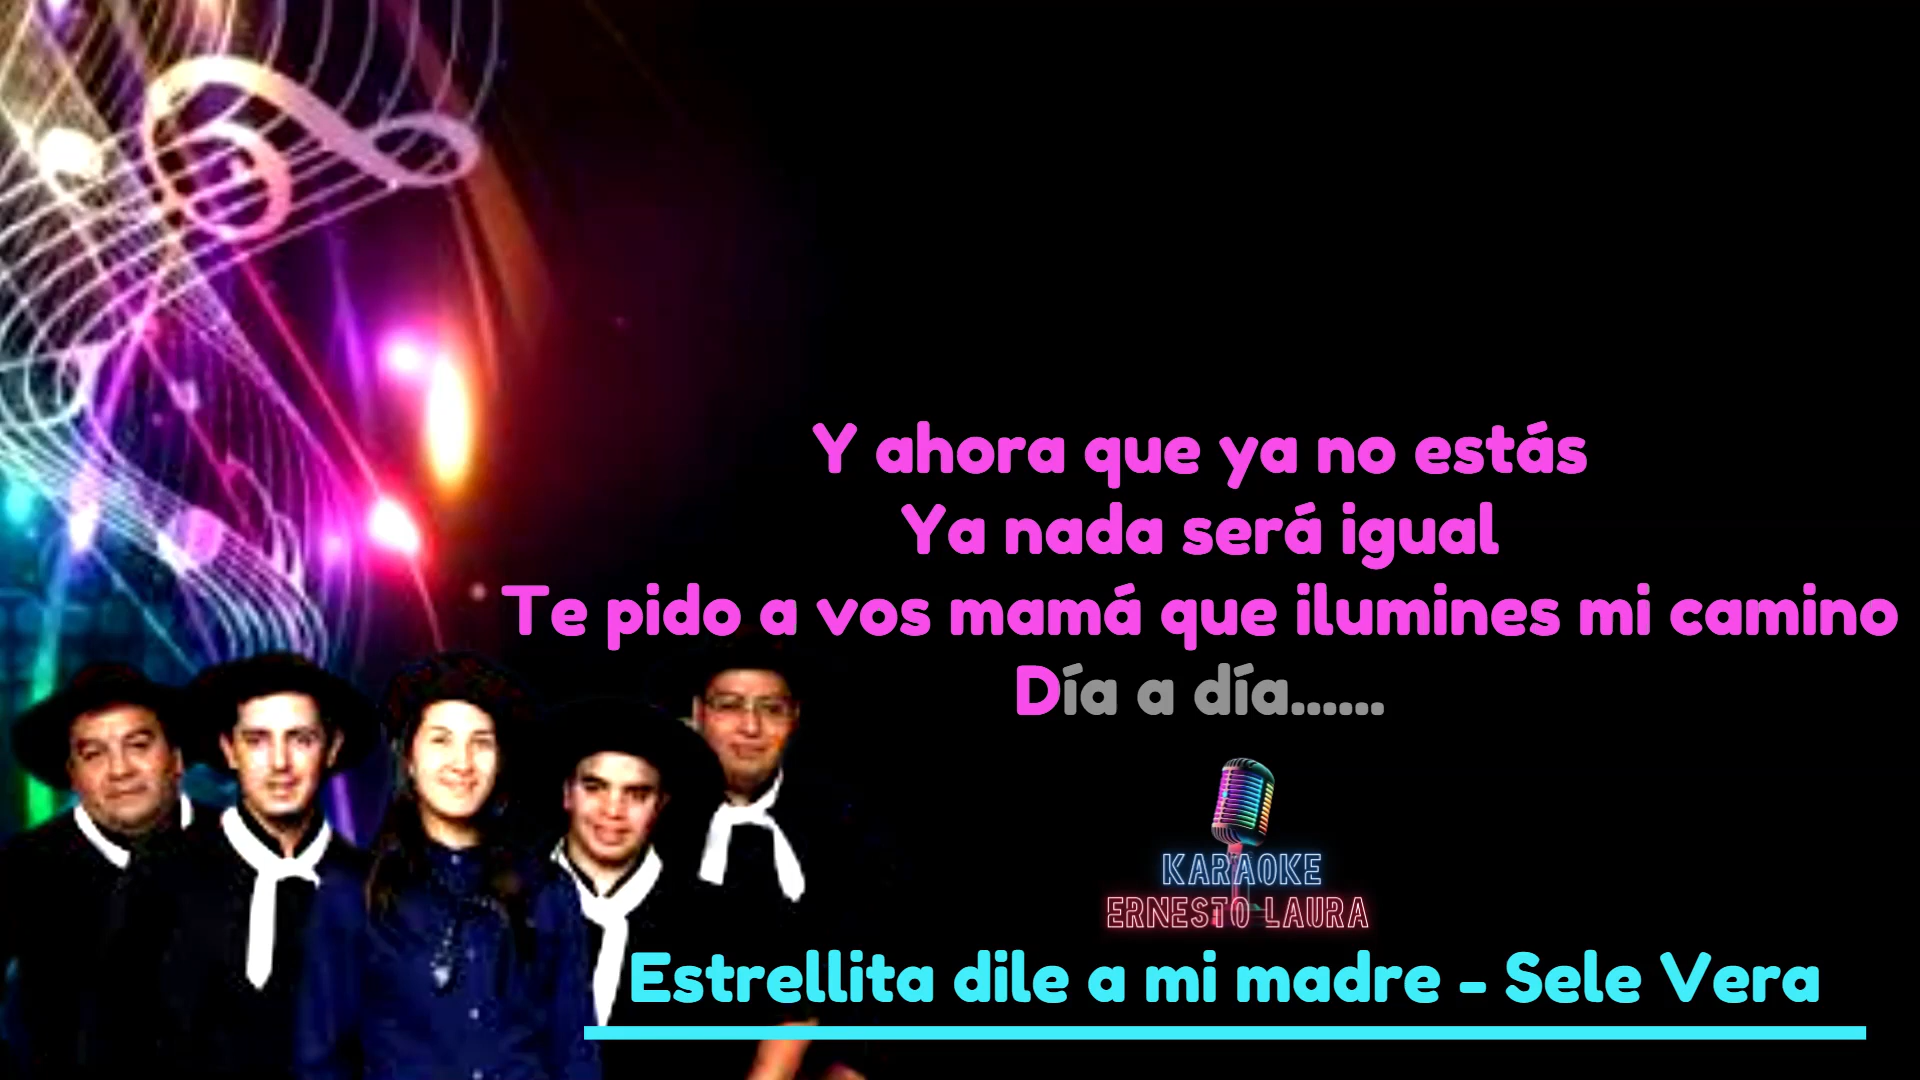 Y ahora que ya no estás
Ya nada será igual
Te pido a vos mamá que ilumines mi camino
Día a día......
KARAOKE
ERNESTO LAURA
Estrellita dile a mi madre - Sele Vera